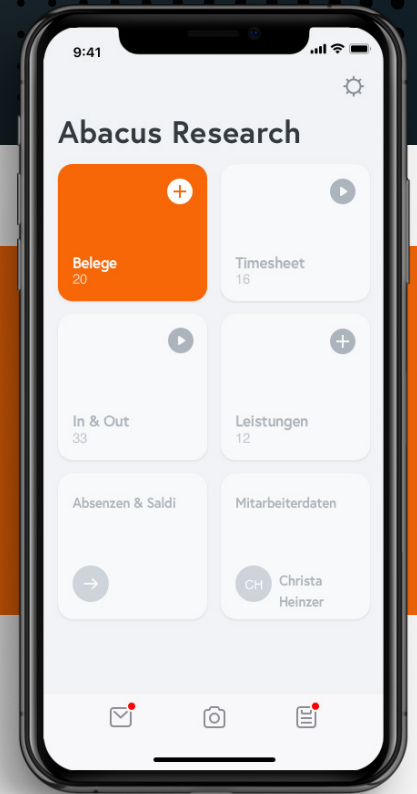 9:41
Abacus Research
Belege
20
Timesheet
16
In & Out
33
Leistungen
12
Absenzen & Saldi
Mitarbeiterdaten
CH
Christa
Heinzer